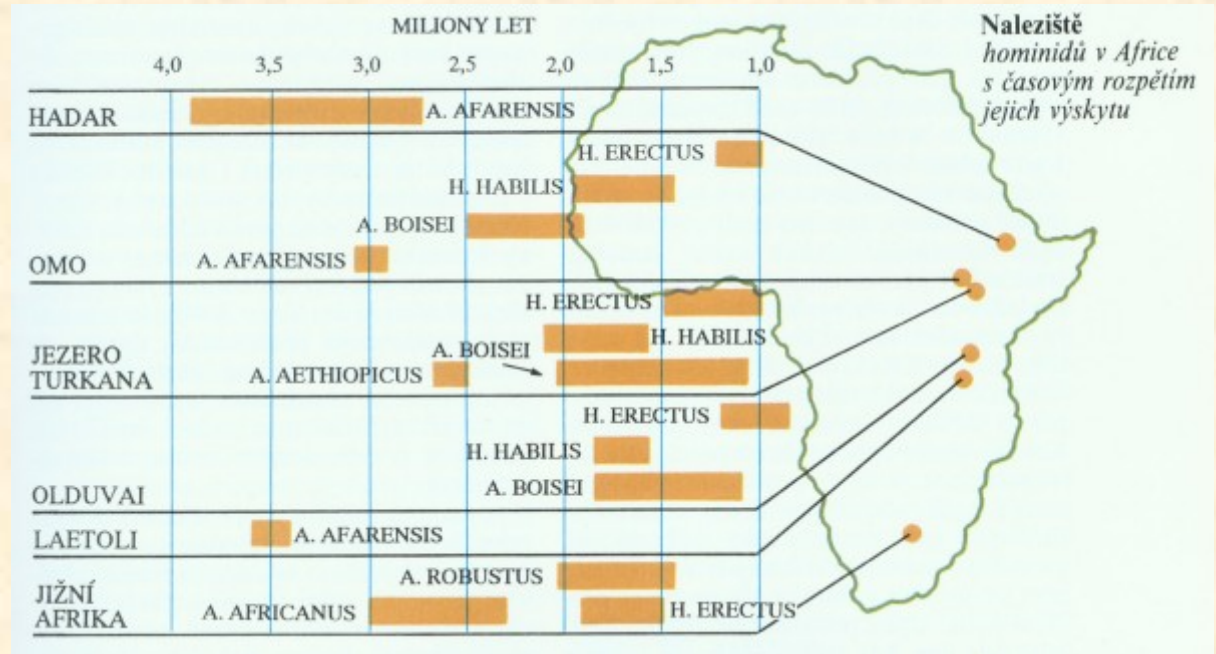 MILIONY LET
4,0 3,5 3,0 2,5 2,0 1,5 1,0
Naleziště
hominidů v Africe
s časovým rozpětím
jejich výskytu
HADAR
A. AFARENSIS
H. ERECTUS
H. HABILIS
A. BOISEI
A. AFARENSIS
OMO
H. ERECTUS
H. HABILIS
A. BOISEI
A. AETHIOPICUS
JEZERO
TURKANA
H. ERECTUS
H. HABILIS
A. BOISEI
OLDUVAI
LAETOLI
A. AFARENSIS
A. ROBUSTUS
JIŽNÍ
AFRIKA
A. AFRICANUS
H. ERECTUS